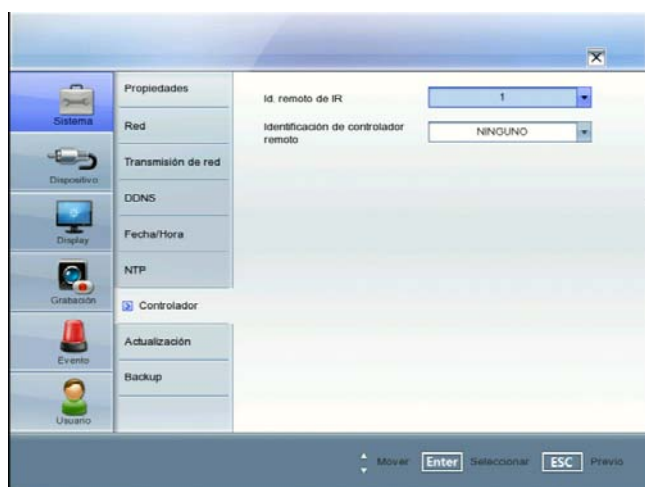 Sistema
Dispositivo
Display
Grabación
Evento
Usuario
Propiedades
Red
Transmisión de red
DDNS
Fecha/Hora
NTP
Controlador
Actualización
Backup
Id. remoto de IR
1
Identificación de controlador
remoto
NINGUNO
Mover Enter Seleccionar ESC Previo